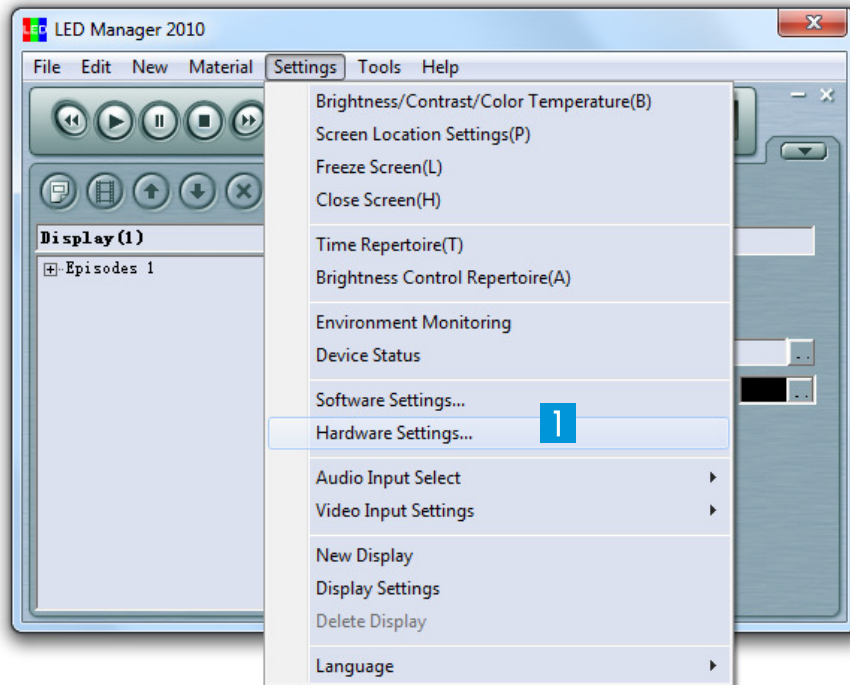 LED LED Manager 2010
File Edit New Material Settings Tools Help
Brightness/Contrast/Color Temperature(B)
Screen Location Settings(P)
Freeze Screen(L)
Close Screen(H)
Display(1)
Time Repertoire(T)
Episodes 1
Brightness Control Repertoire(A)
Environment Monitoring
Device Status
Software Settings...
Hardware Settings...
1
Audio Input Select
Video Input Settings
New Display
Display Settings
Delete Display
Language